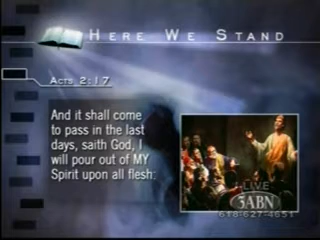 HERE WE STAND
ACTS 2:17
And it shall come
to pass in the last
days, saith God, I
will pour out of MY
Spirit upon all flesh:
LIVE
3ABN
618-627-4651